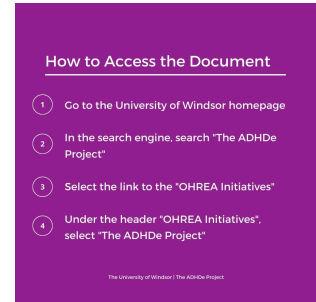 How to Access the Document
1 Go to the University of Windsor homepage
2 In the search engine, search "The ADHDe
Project"
3 Select the link to the "OHREA Initiatives"
4 Under the header "OHREA Initiatives",
select "The ADHDe Project"
The University of Windsor | The ADHDe Project